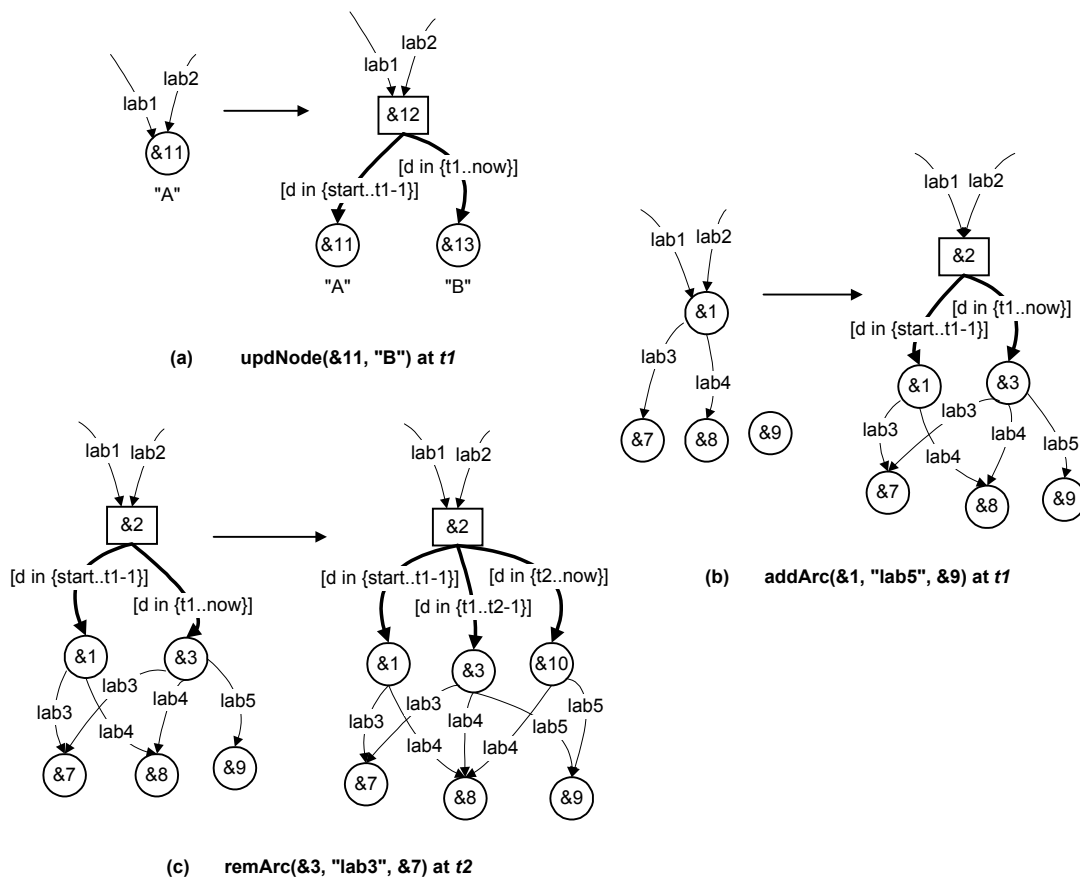 lab1 lab2
&11
"A"
lab1 lab2
&12
[d in {t1..now}]
[d in {start..t1-1}]
&11 &13
"A" "B"
(a) updNode(&11, "B") at t1
lab1 lab2
&1
lab3
lab4
&7 &8 &9
lab1 lab2
&2
[d in {t1..now}]
[d in {start..t1-1}]
&1 &3
lab3 lab3 lab4 lab5
lab4
&7 &8 &9
(b) addArc(&1, "lab5", &9) at t1
lab1 lab2
&2
[d in {start..t1-1}]
[d in {t1..now}]
&1 &3
lab3 lab3 lab4 lab5
lab4
&7 &8 &9
lab1 lab2
&2
[d in {start..t1-1}] [d in {t2..now}]
[d in {t1..t2-1}]
&1 &3 &10
lab3 lab3 lab4 lab5 lab5
lab4 lab4
&7 &8 &9
(c) remArc(&3, "lab3", &7) at t2